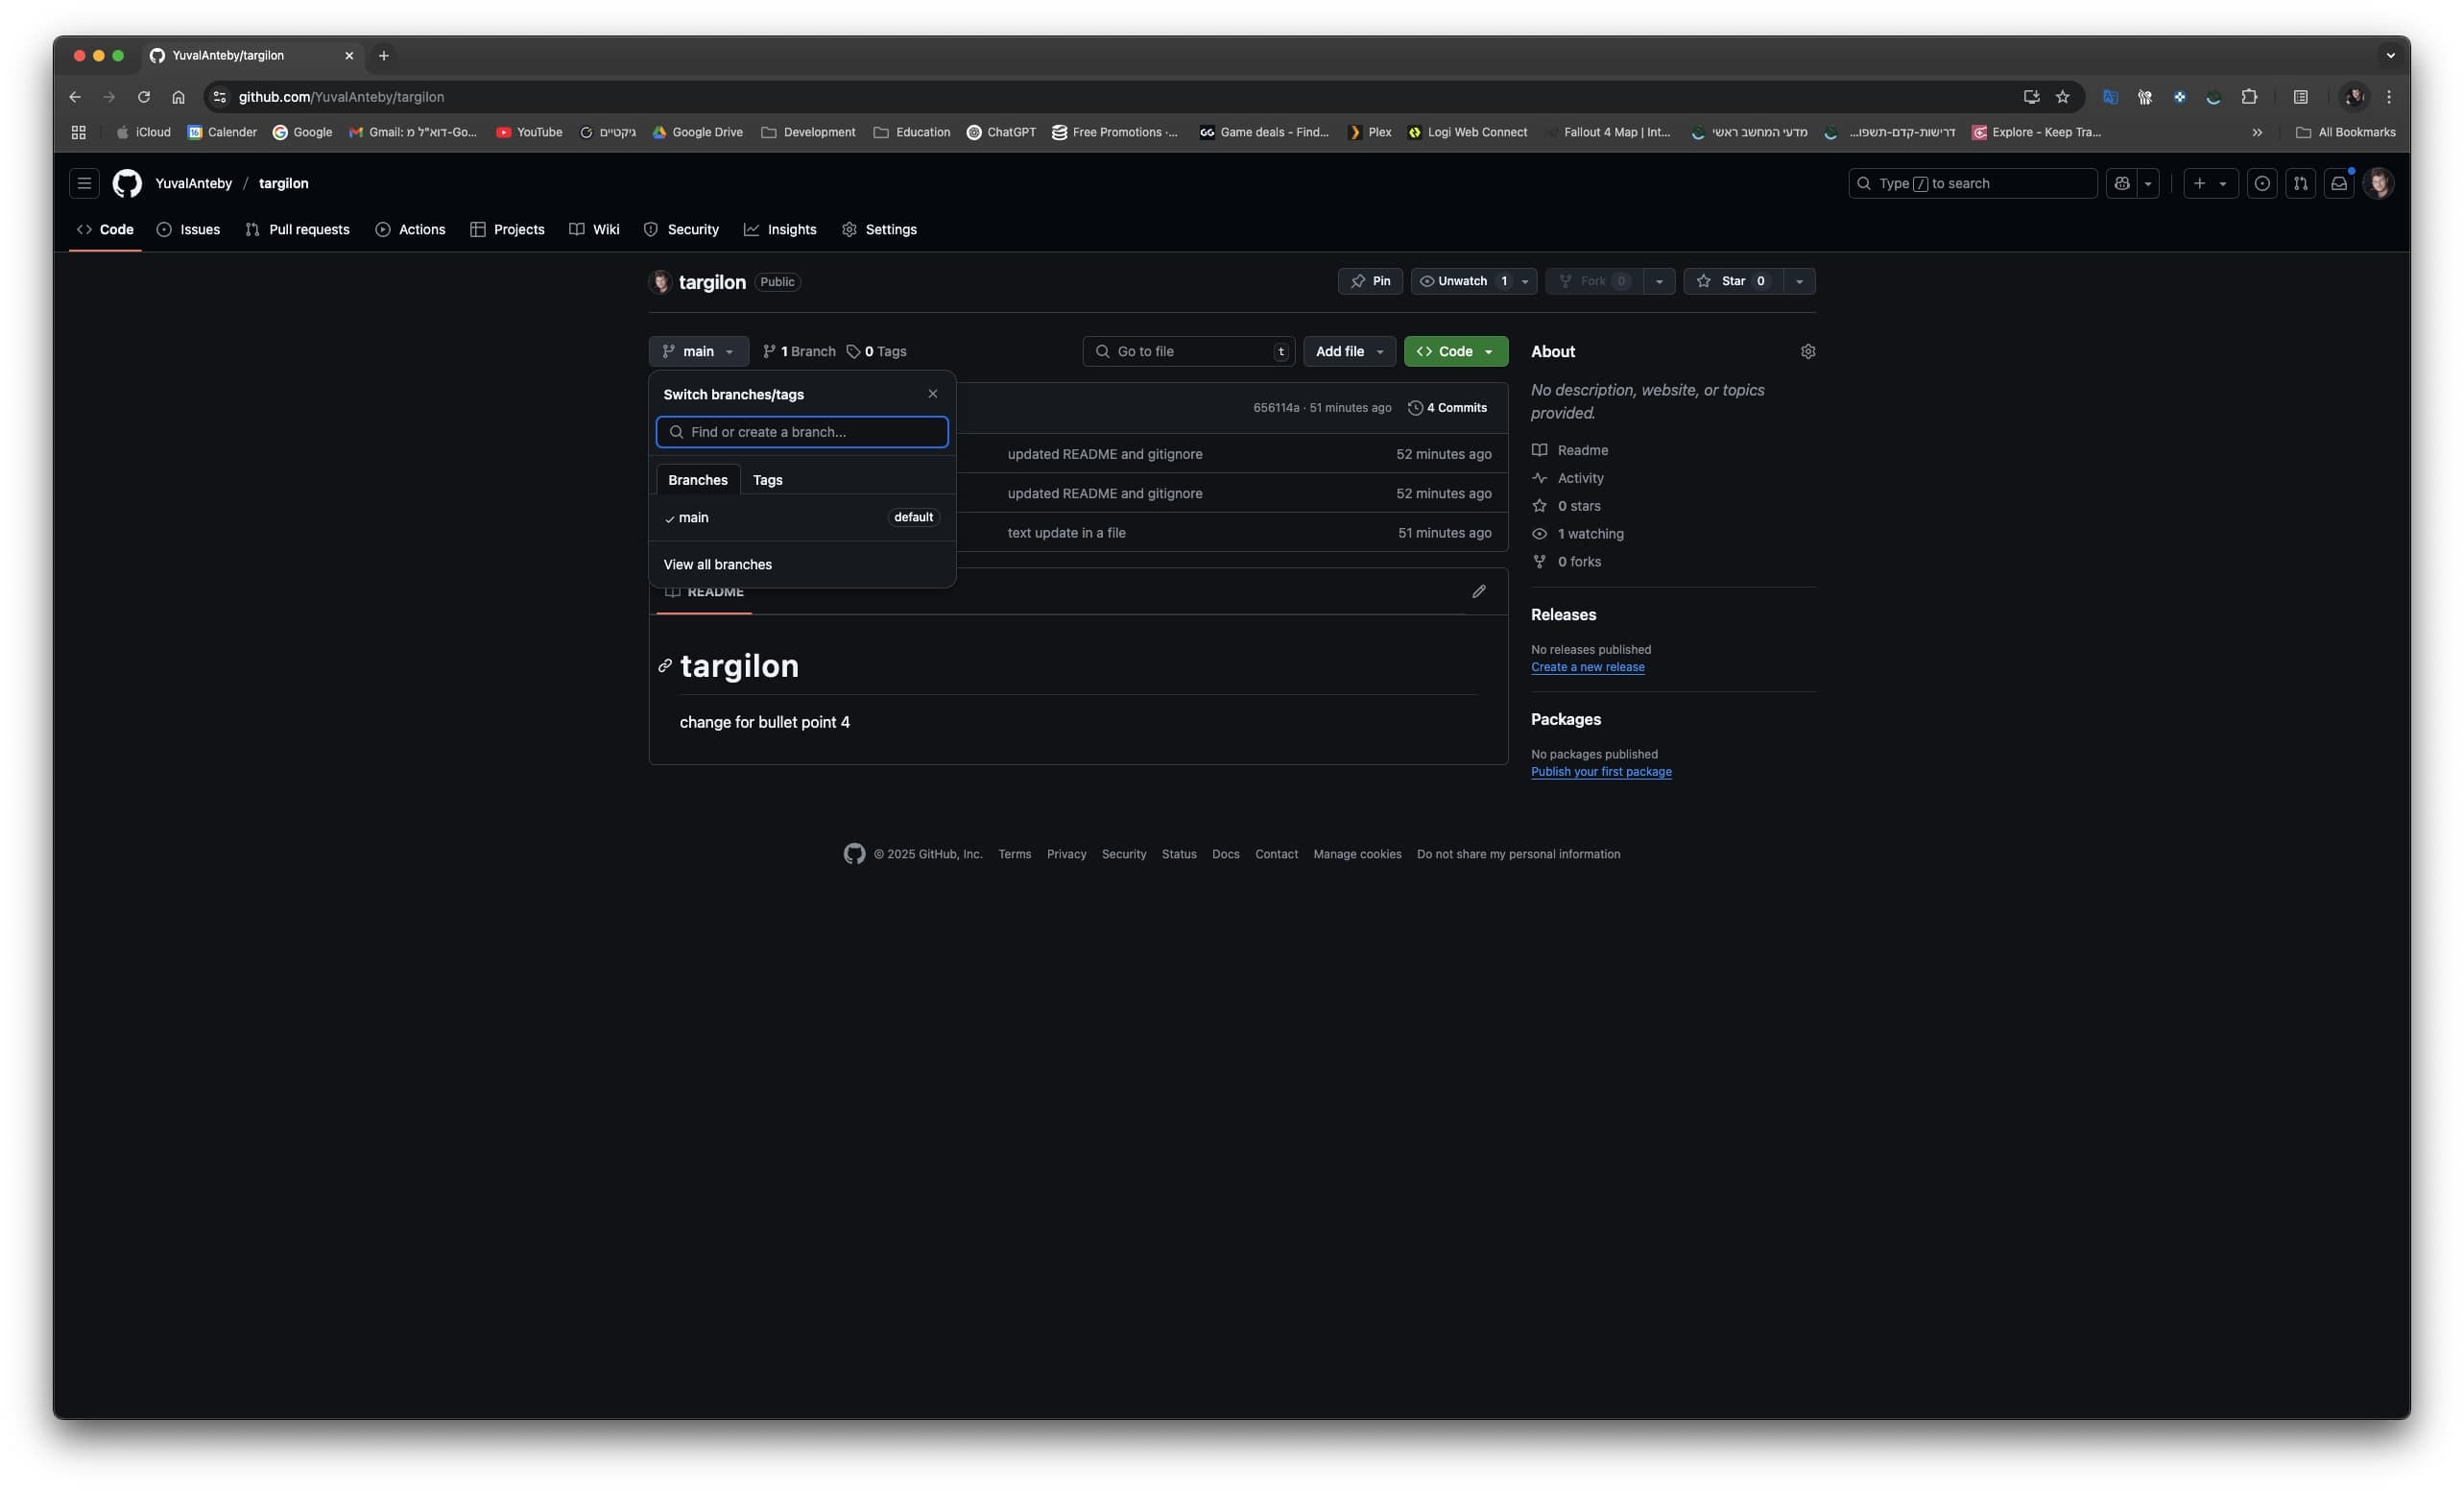 YuvalAnteby/targilon
github.com/YuvalAnteby/targilon
iCloud
16 Calender
Google
Gmail: דוא"ל מ-Go...
YouTube
גיקטיים
Google Drive
Development
Education
ChatGPT
Free Promotions -...
GG Game deals - Find...
Plex
Logi Web Connect
Fallout 4 Map | Int...
מדעי המחשב ראשי
דרישות-קדם-תשפו...
Explore - Keep Tra...
All Bookmarks
YuvalAnteby / targilon
Type / to search
Code
Issues
Pull requests
Actions
Projects
Wiki
Security
Insights
Settings
targilon Public
Pin
Unwatch 1
Fork 0
Star 0
main
1 Branch
0 Tags
Go to file t
Add file
Code
Switch branches/tags
Find or create a branch...
Branches Tags
main default
View all branches
656114a · 51 minutes ago
4 Commits
updated README and gitignore 52 minutes ago
updated README and gitignore 52 minutes ago
text update in a file 51 minutes ago
README
targilon
change for bullet point 4
About
No description, website, or topics
provided.
Readme
Activity
0 stars
1 watching
0 forks
Releases
No releases published
Create a new release
Packages
No packages published
Publish your first package
© 2025 GitHub, Inc. Terms Privacy Security Status Docs Contact Manage cookies Do not share my personal information